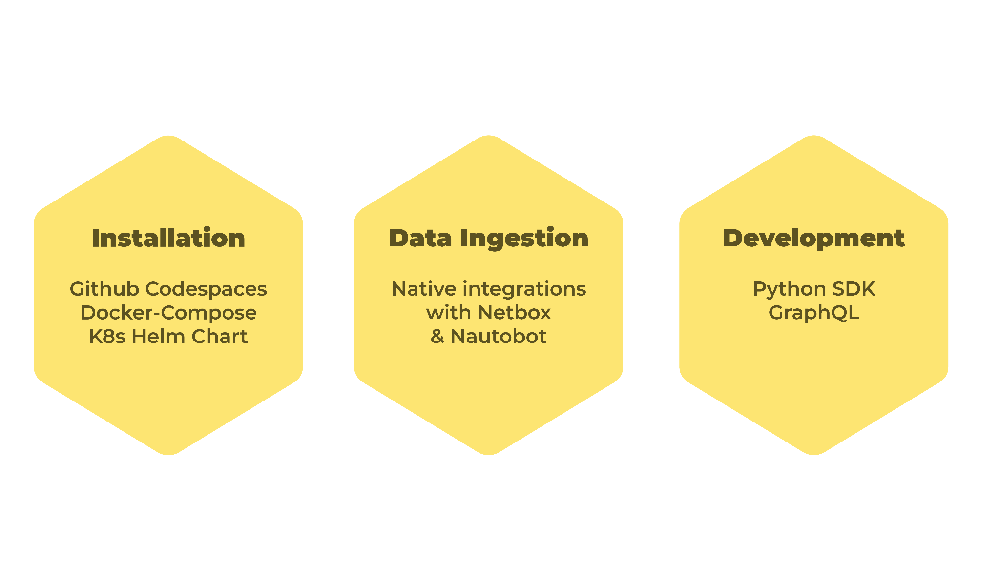 Installation
Github Codespaces
Docker-Compose
K8s Helm Chart
Data Ingestion
Native integrations
with Netbox
& Nautobot
Development
Python SDK
GraphQL